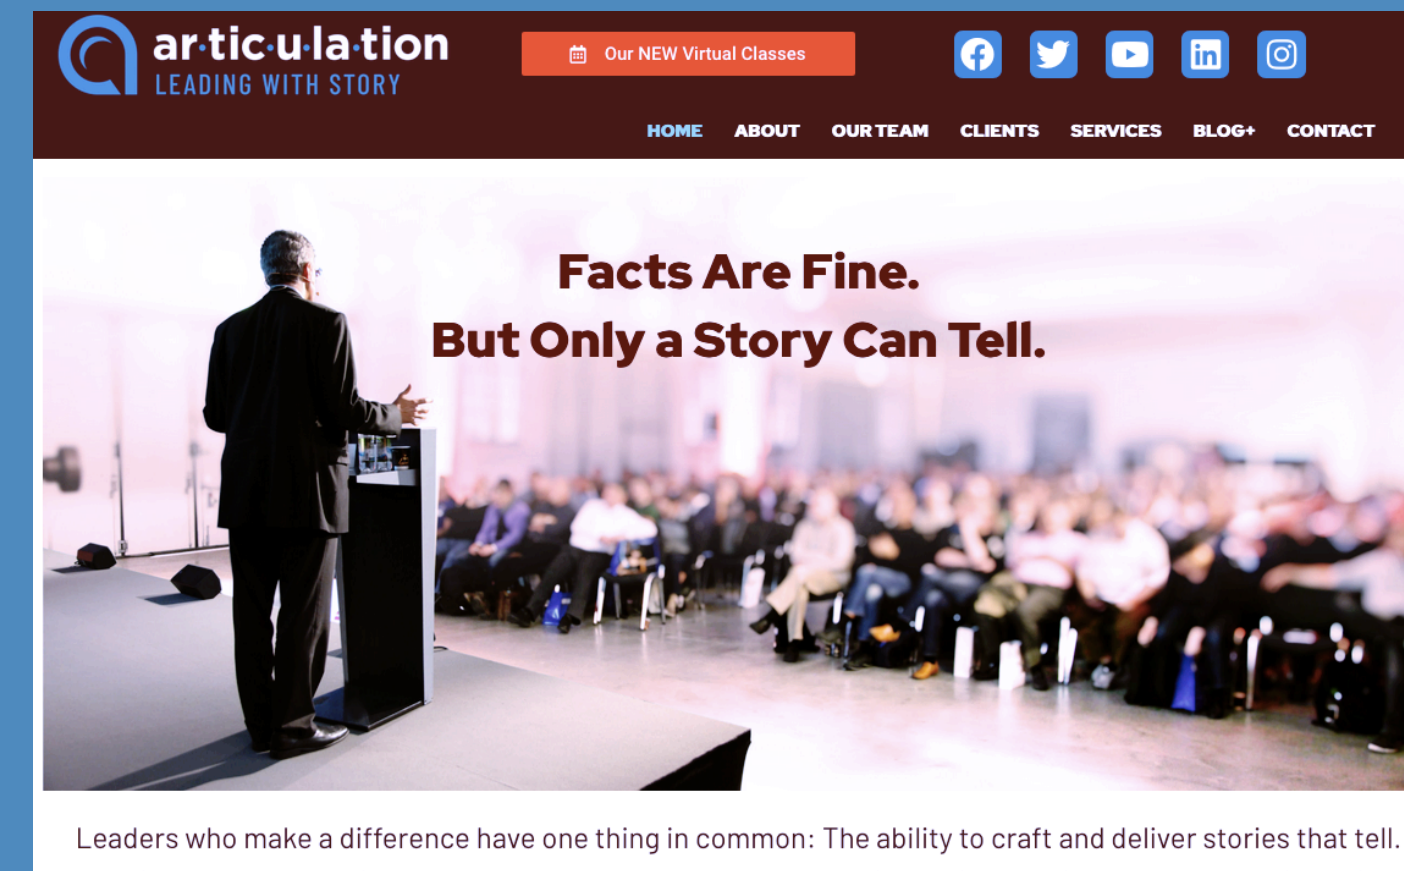 ar·tic·u·la·tion
LEADING WITH STORY
Our NEW Virtual Classes
HOME ABOUT OUR TEAM CLIENTS SERVICES BLOG+ CONTACT
Facts Are Fine.
But Only a Story Can Tell.
Leaders who make a difference have one thing in common: The ability to craft and deliver stories that tell.